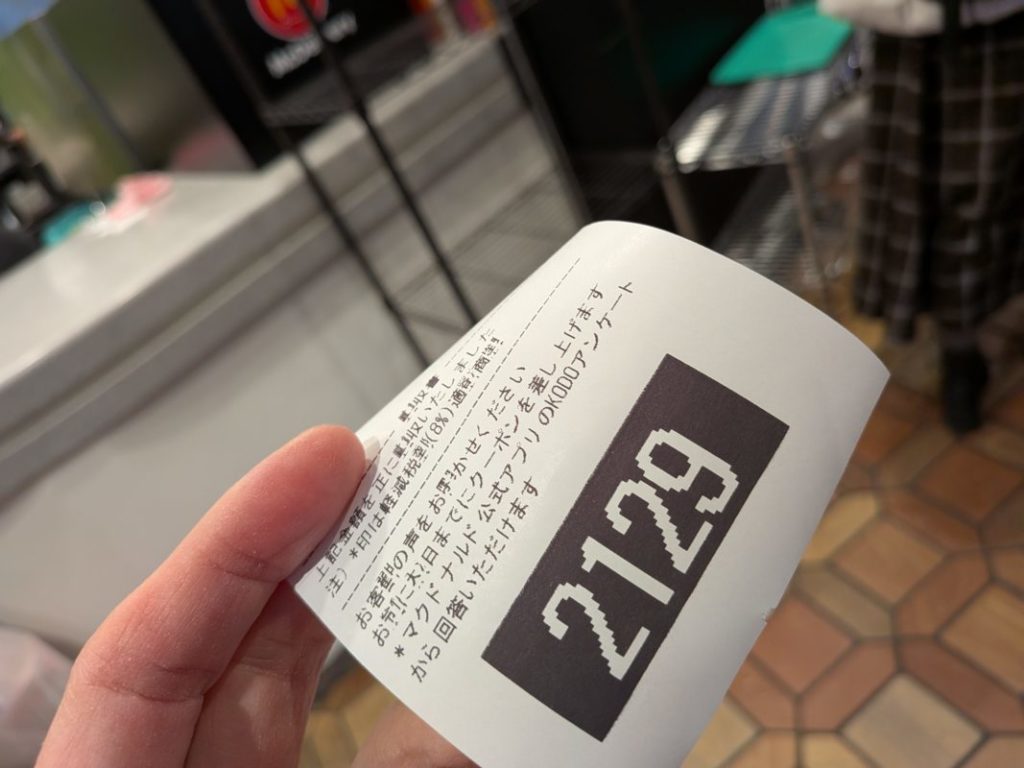 上記金額を正に領収いたしました
注) *印は軽減税率(8%)適用商品
お客様の声をお聞かせください
お帰りに
までにクーポンを差し上げます
*マクドナルド公式アプリのKODOアンケート
から回答いただけます
2129